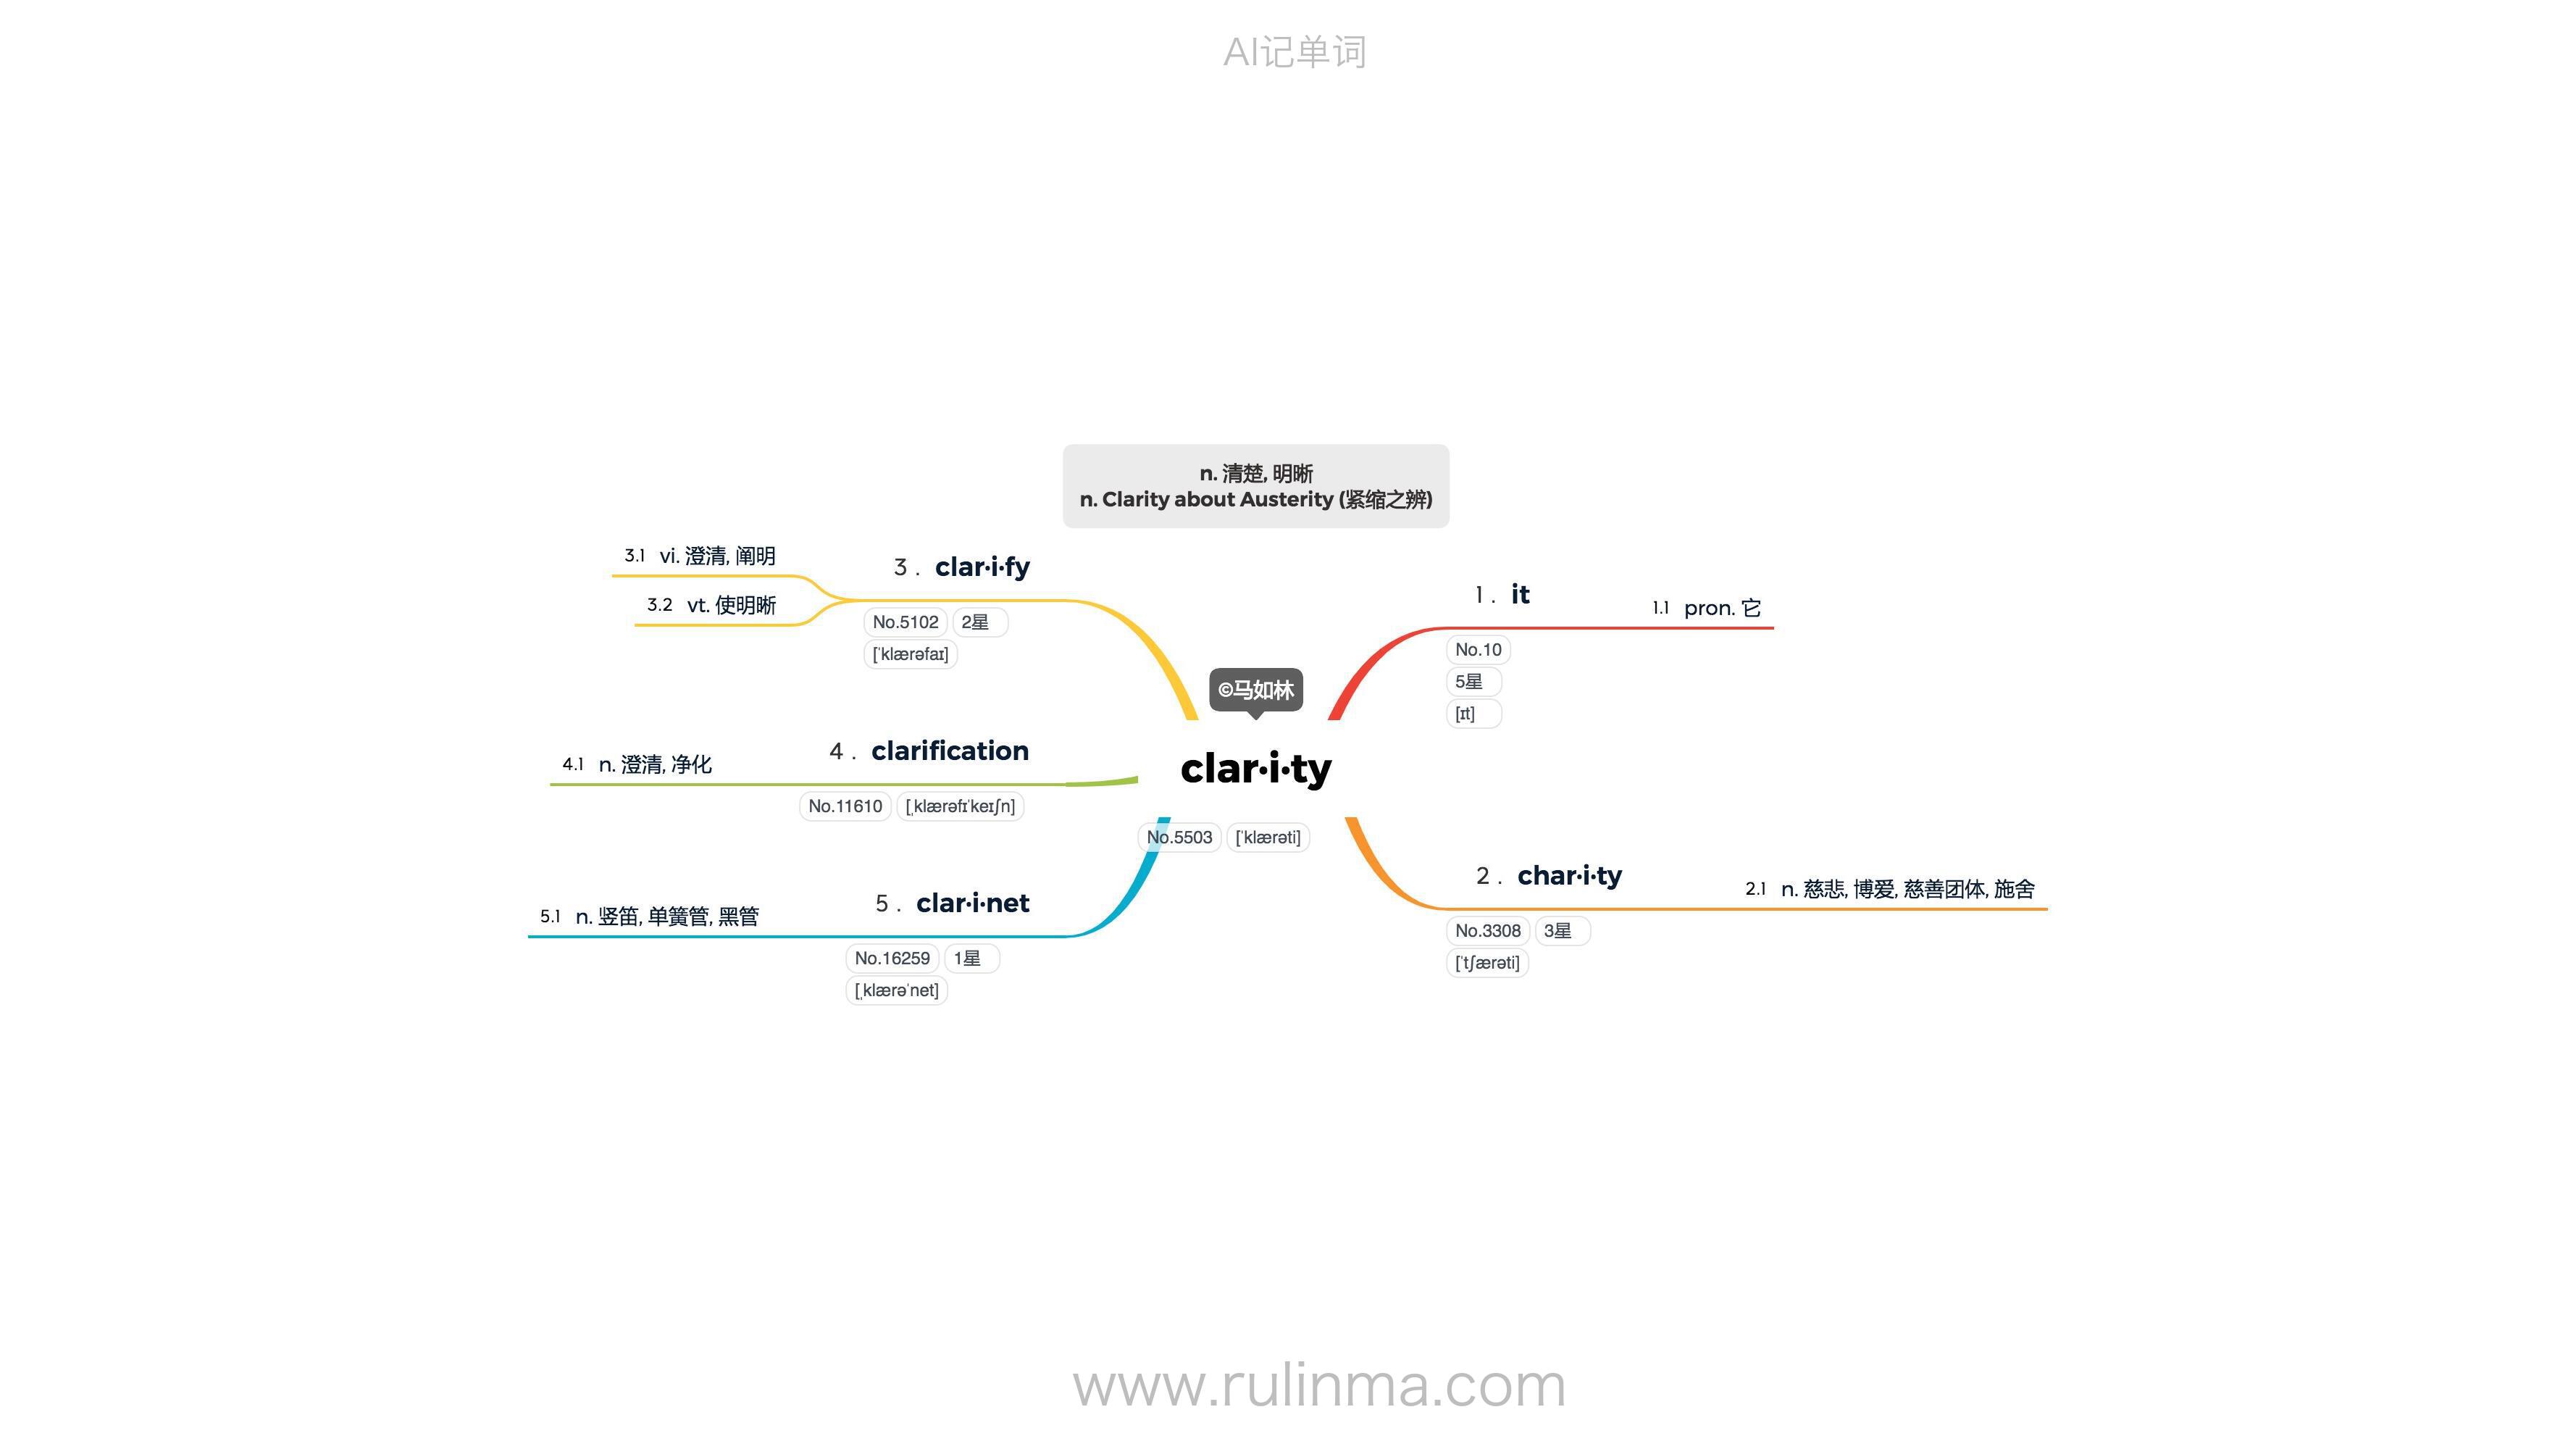 AI记单词
n. 清楚, 明晰
n. Clarity about Austerity (紧缩之辨)
©马如林
clar·i·ty
No.5503 [ˈklærəti]
1 . it
No.10
5星
[ɪt]
1.1 pron. 它
2 . char·i·ty
No.3308 3星
[ˈtʃærəti]
2.1 n. 慈悲, 博爱, 慈善团体, 施舍
3 . clar·i·fy
No.5102 2星
[ˈklærəfaɪ]
3.1 vi. 澄清, 阐明
3.2 vt. 使明晰
4 . clarification
No.11610 [ˌklærəfɪˈkeɪʃn]
4.1 n. 澄清, 净化
5 . clar·i·net
No.16259 1星
[ˌklærəˈnet]
5.1 n. 竖笛, 单簧管, 黑管
www.rulinma.com